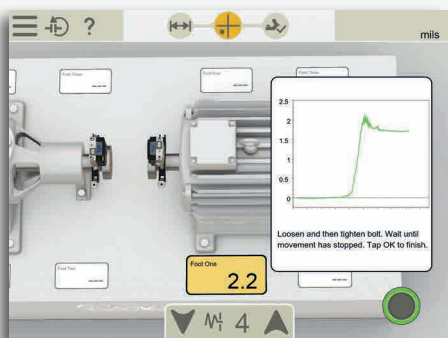 ?
mils
Foot Three
----
Foot Four
----
Foot Three
2.5
2
1.5
1
0.5
0
Loosen and then tighten bolt. Wait until
movement has stopped. Tap OK to finish.
Foot Two
----
Foot One
2.2
4